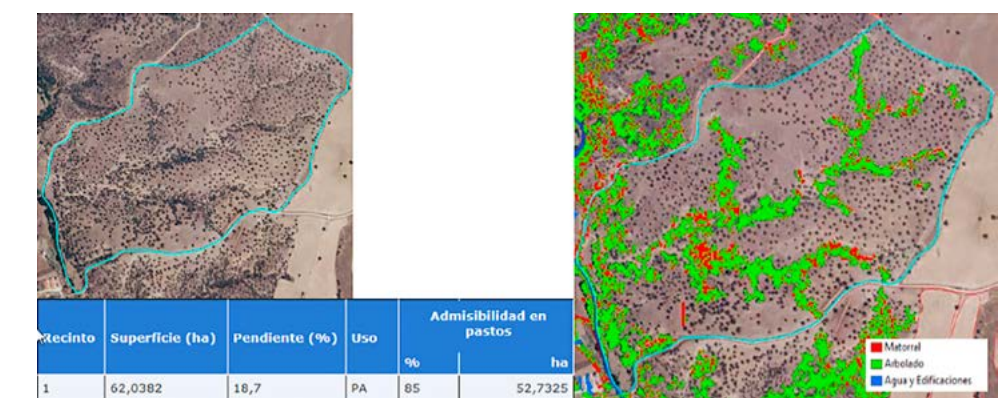 Recinto Superficie (ha) Pendiente (%) Uso Admisibilidad en pastos
% ha
1 62,0382 18,7 PA 85 52,7325
Matorral
Arbolado
Agua y Edificaciones